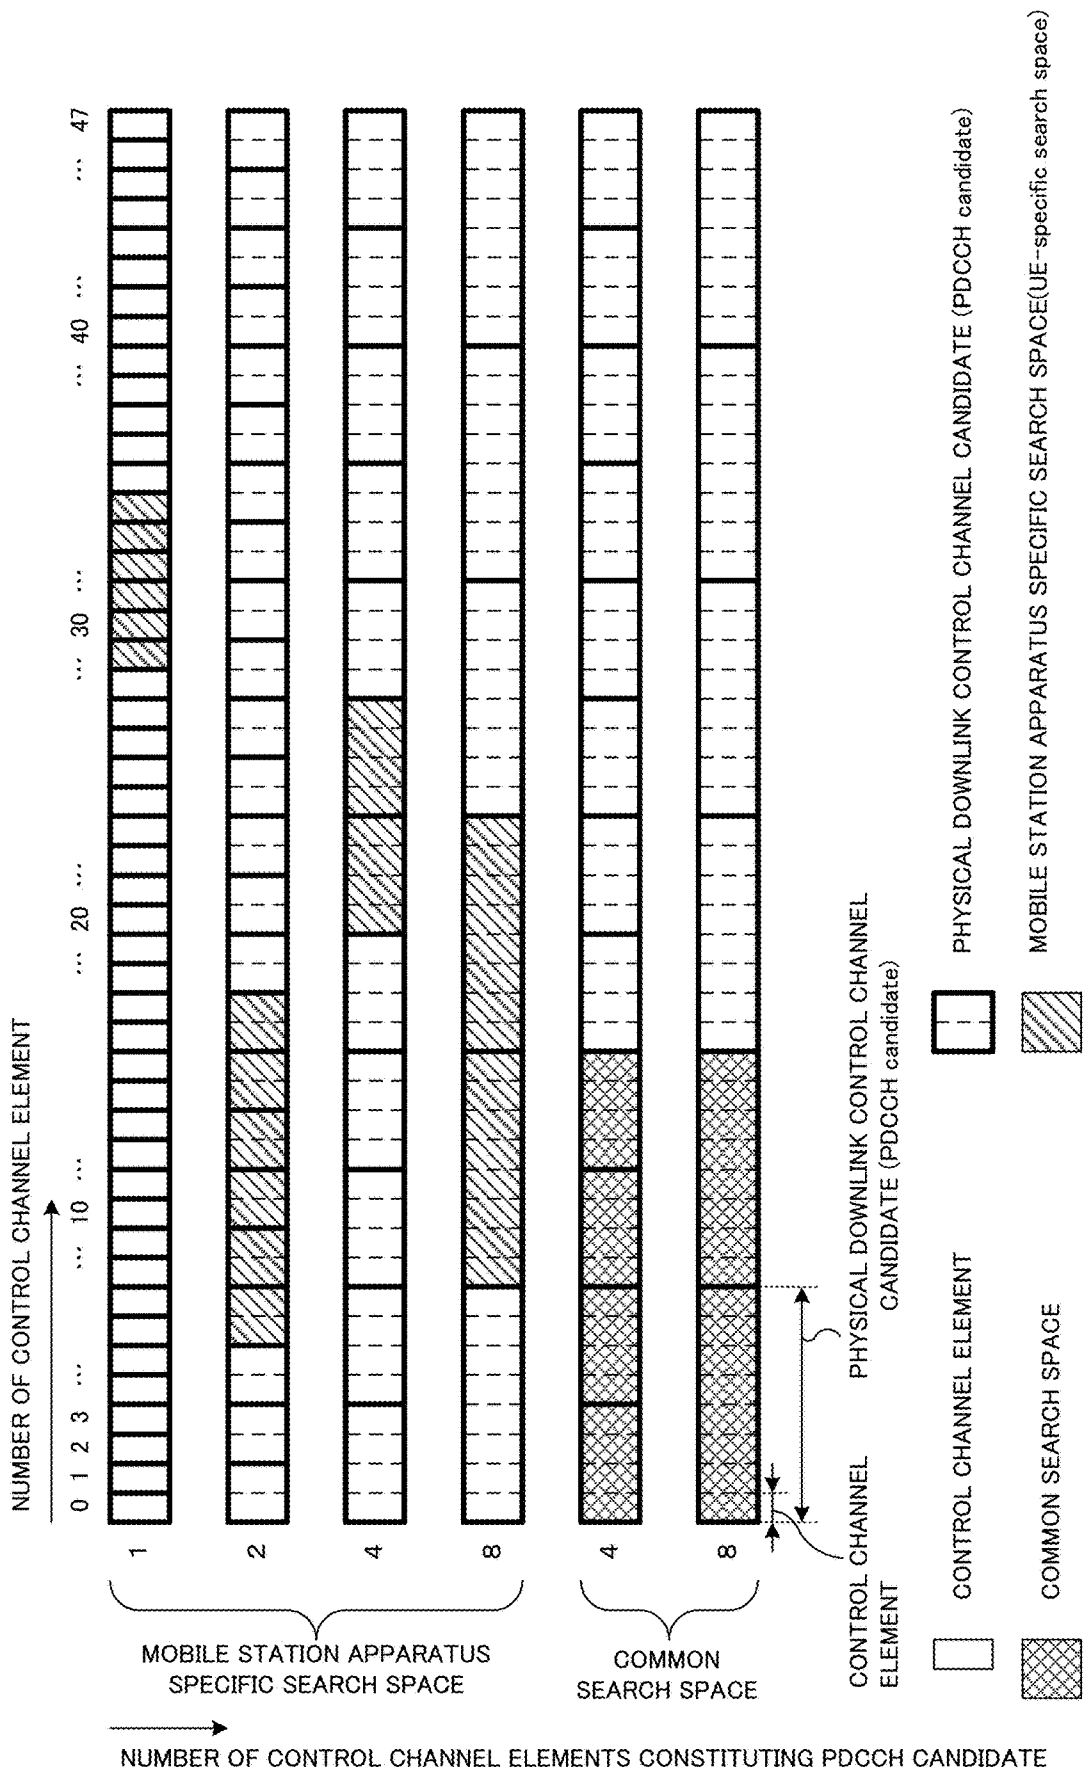 NUMBER OF CONTROL CHANNEL ELEMENTS CONSTITUTING PDCCH CANDIDATE
NUMBER OF CONTROL CHANNEL ELEMENT
0 1 2 3 ... ... 10 ... ... 20 ... ... 30 ... ... 40 ... ... 47
MOBILE STATION APPARATUS
SPECIFIC SEARCH SPACE
1
2
4
8
COMMON
SEARCH SPACE
4
8
CONTROL CHANNEL
ELEMENT
PHYSICAL DOWNLINK CONTROL CHANNEL
CANDIDATE (PDCCH candidate)
CONTROL CHANNEL ELEMENT
PHYSICAL DOWNLINK CONTROL CHANNEL CANDIDATE (PDCCH candidate)
COMMON SEARCH SPACE
MOBILE STATION APPARATUS SPECIFIC SEARCH SPACE(UE-specific search space)